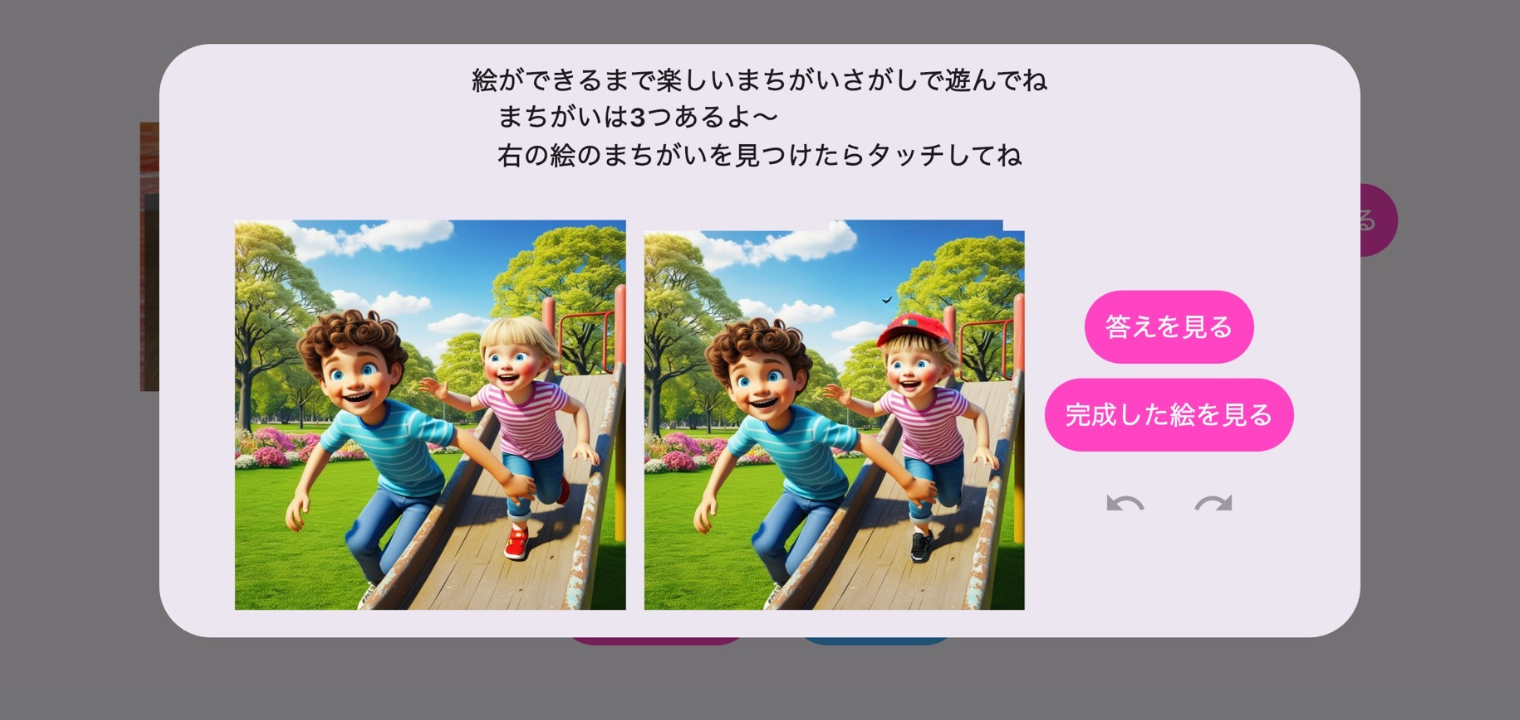 絵ができるまで楽しいまちがいさがしで遊んでね
まちがいは3つあるよ〜
右の絵のまちがいを見つけたらタッチしてね
る
答えを見る
完成した絵を見る